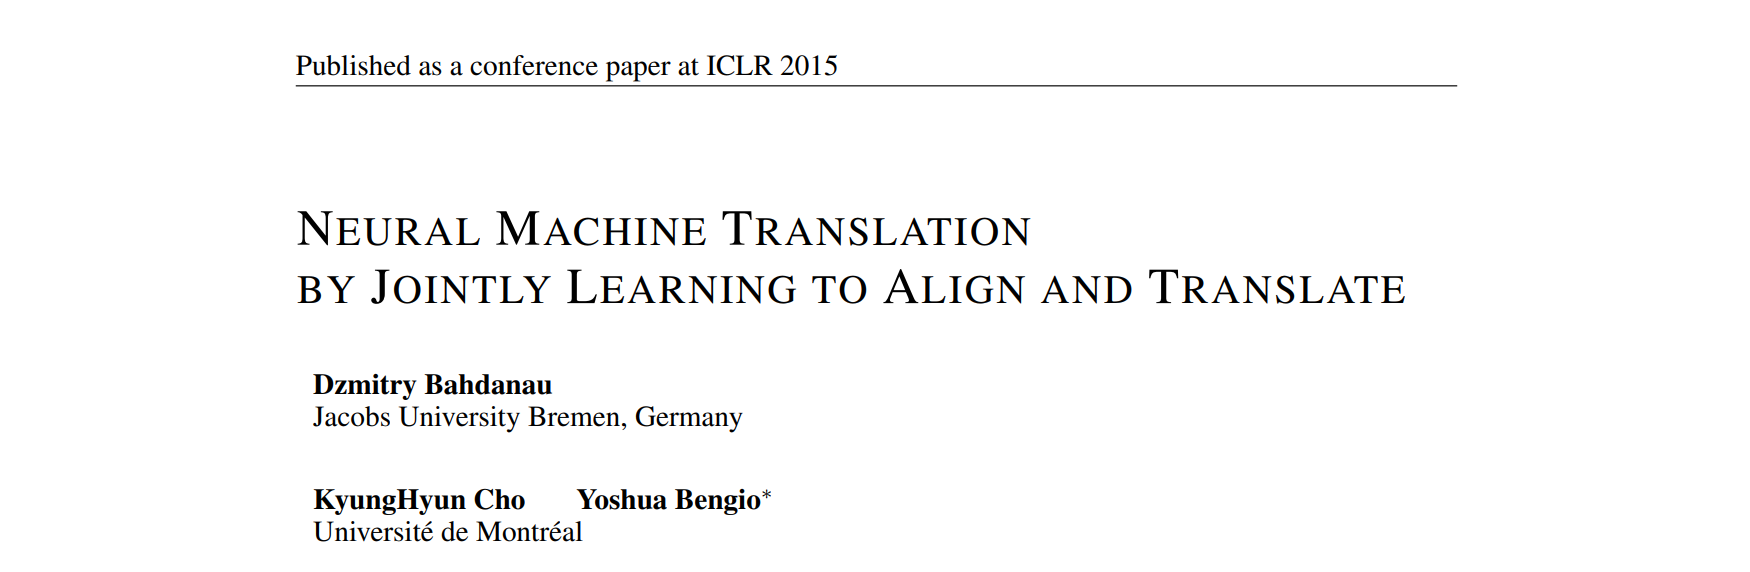 Published as a conference paper at ICLR 2015
NEURAL MACHINE TRANSLATION
BY JOINTLY LEARNING TO ALIGN AND TRANSLATE
Dzmitry Bahdanau
Jacobs University Bremen, Germany
KyungHyun Cho Yoshua Bengio*
Université de Montréal